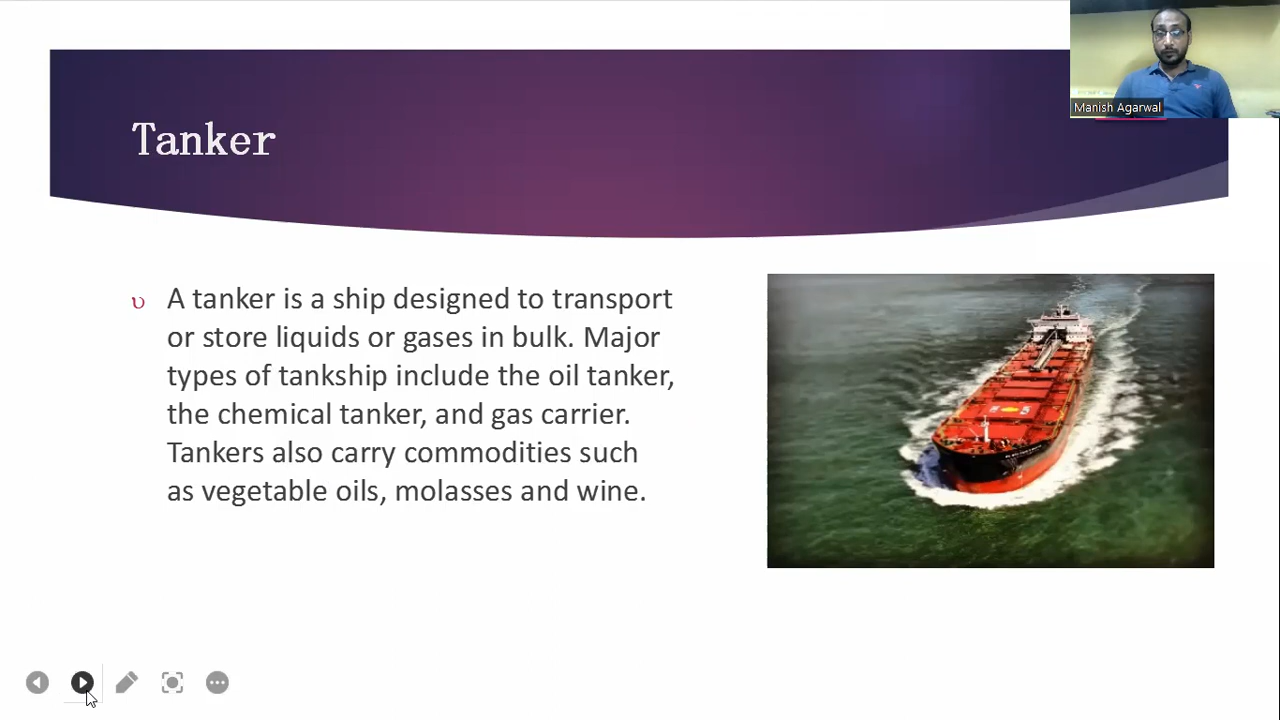 Manish Agarwal
Tanker
A tanker is a ship designed to transport
or store liquids or gases in bulk. Major
types of tankship include the oil tanker,
the chemical tanker, and gas carrier.
Tankers also carry commodities such
as vegetable oils, molasses and wine.